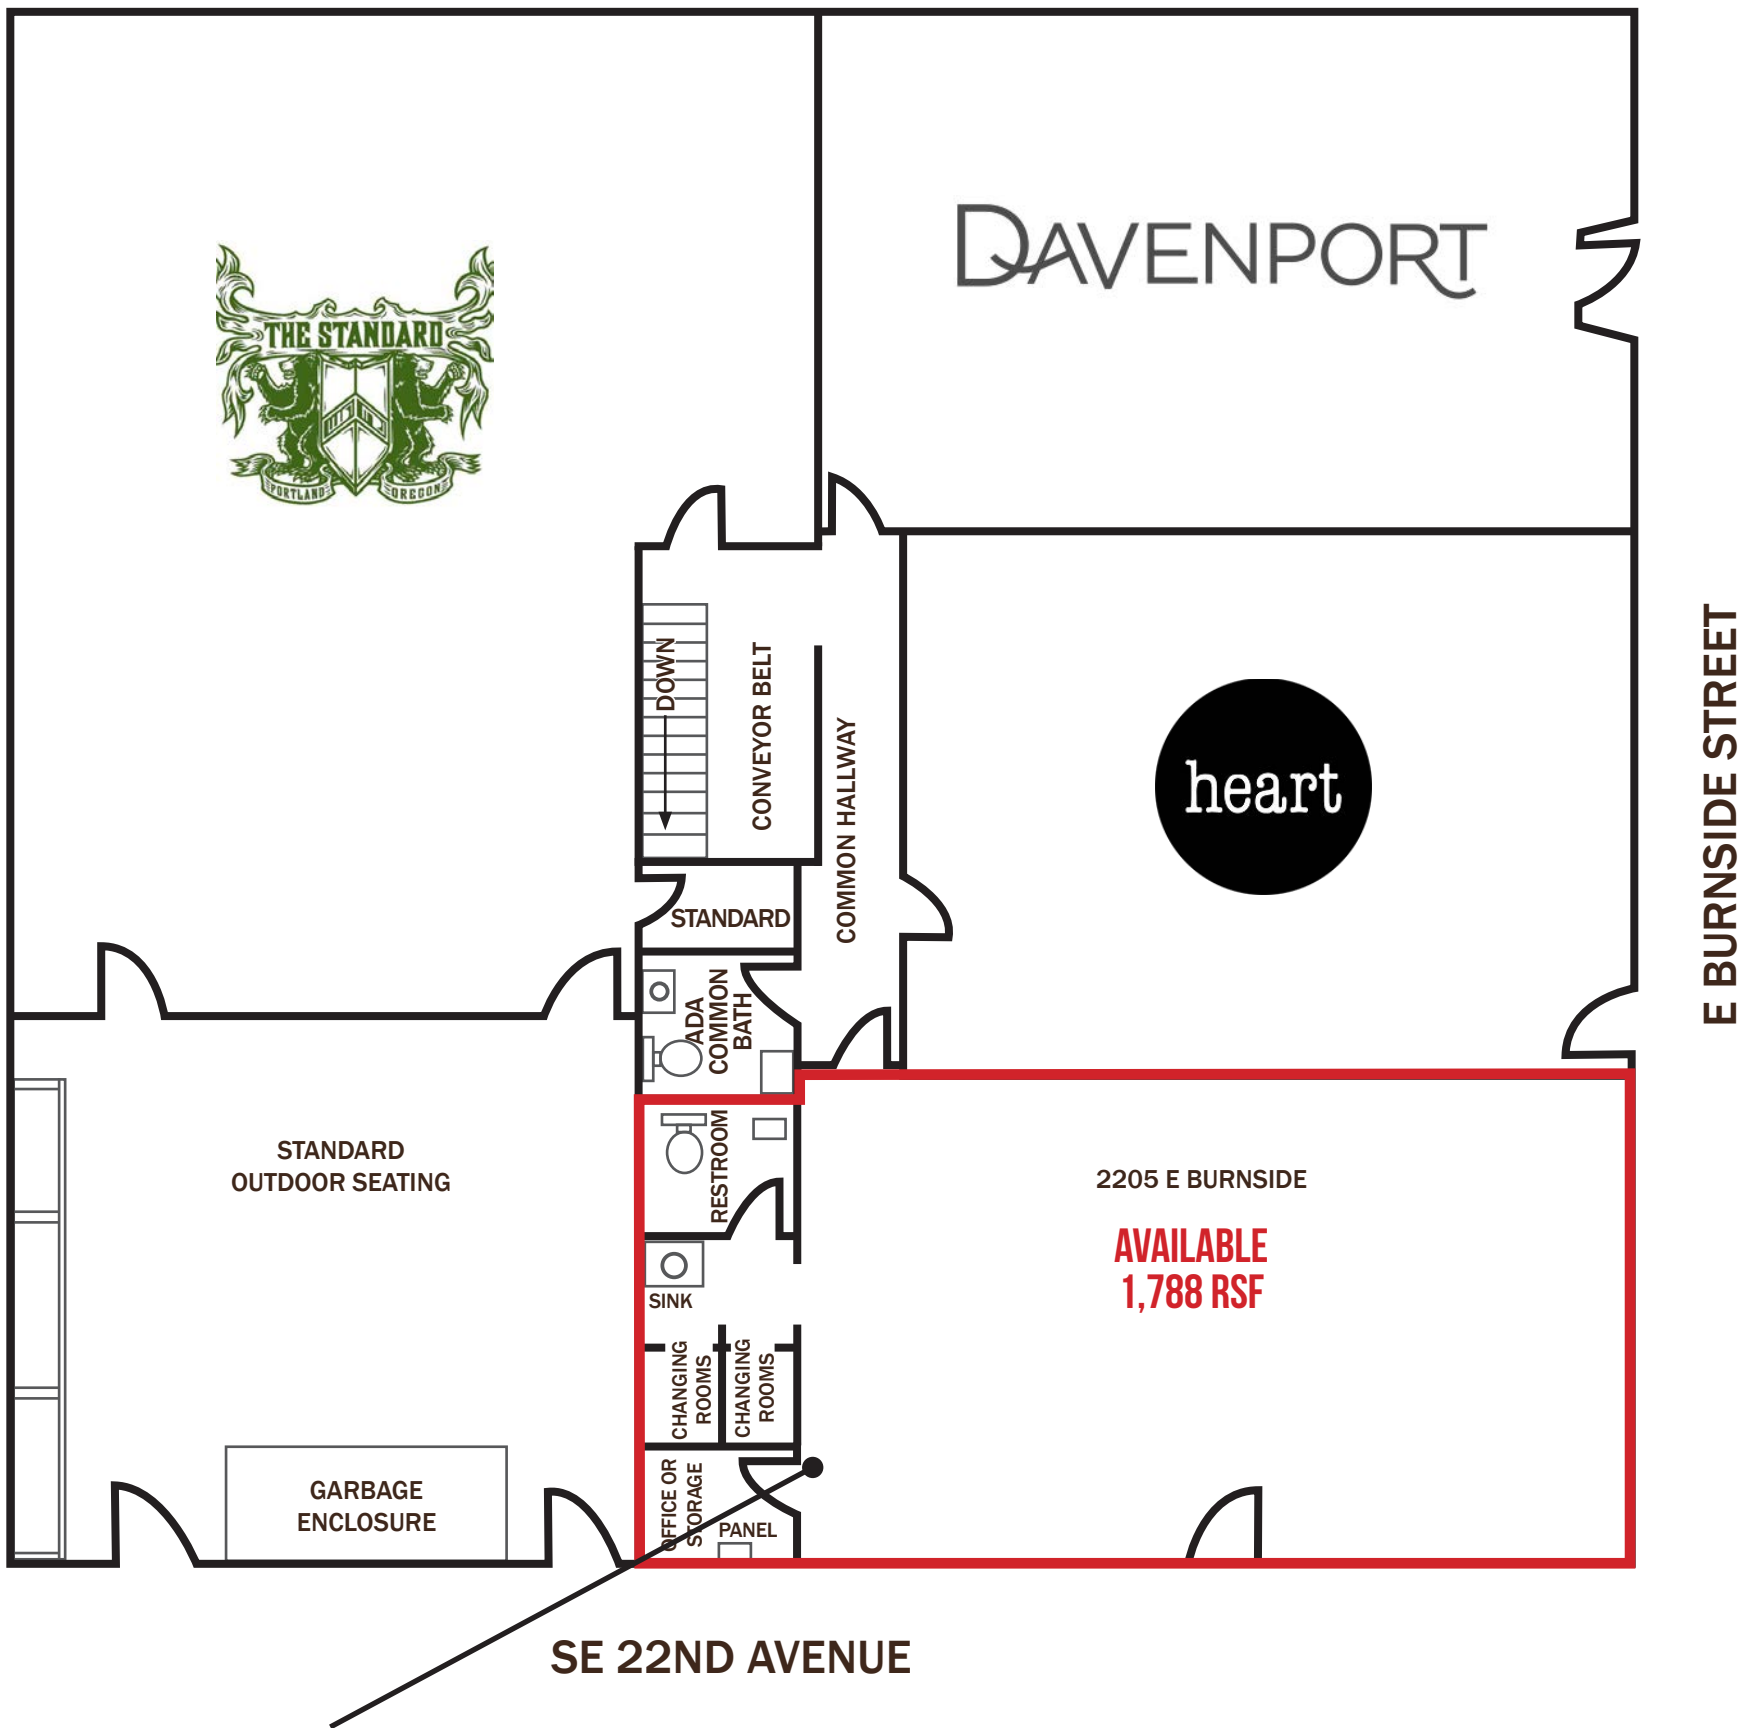 DAVENPORT
THE STANDARD
PORTLAND
OREGON
DOWN
CONVEYOR BELT
COMMON HALLWAY
heart
E BURNSIDE STREET
STANDARD
ADA
COMMON
BATH
STANDARD
OUTDOOR SEATING
RESTROOM
2205 E BURNSIDE
AVAILABLE
1,788 RSF
SINK
CHANGING
ROOMS
CHANGING
ROOMS
GARBAGE
ENCLOSURE
OFFICE OR
STORAGE
PANEL
SE 22ND AVENUE